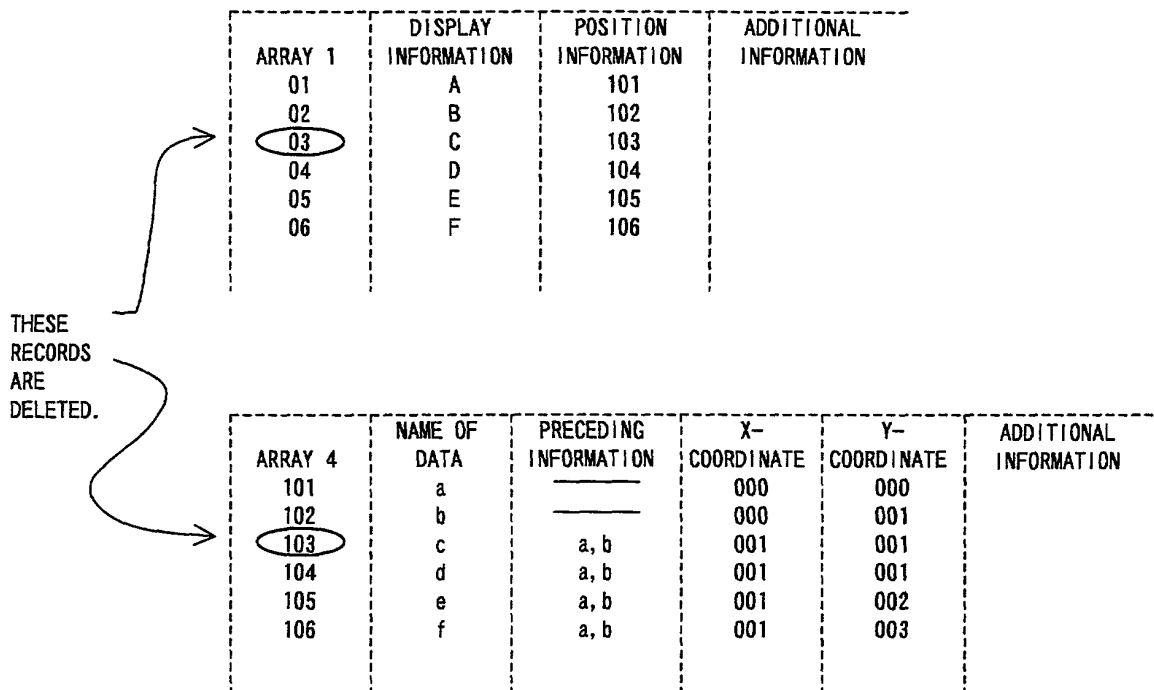 DISPLAY POSITION ADDITIONAL
ARRAY 1 INFORMATION INFORMATION INFORMATION
01 A 101
02 B 102
03 C 103
04 D 104
05 E 105
06 F 106
THESE
RECORDS
ARE
DELETED.
NAME OF PRECEDING X- Y- ADDITIONAL
ARRAY 4 DATA INFORMATION COORDINATE COORDINATE INFORMATION
101 a 000 000
102 b 000 001
103 c a, b 001 001
104 d a, b 001 001
105 e a, b 001 002
106 f a, b 001 003